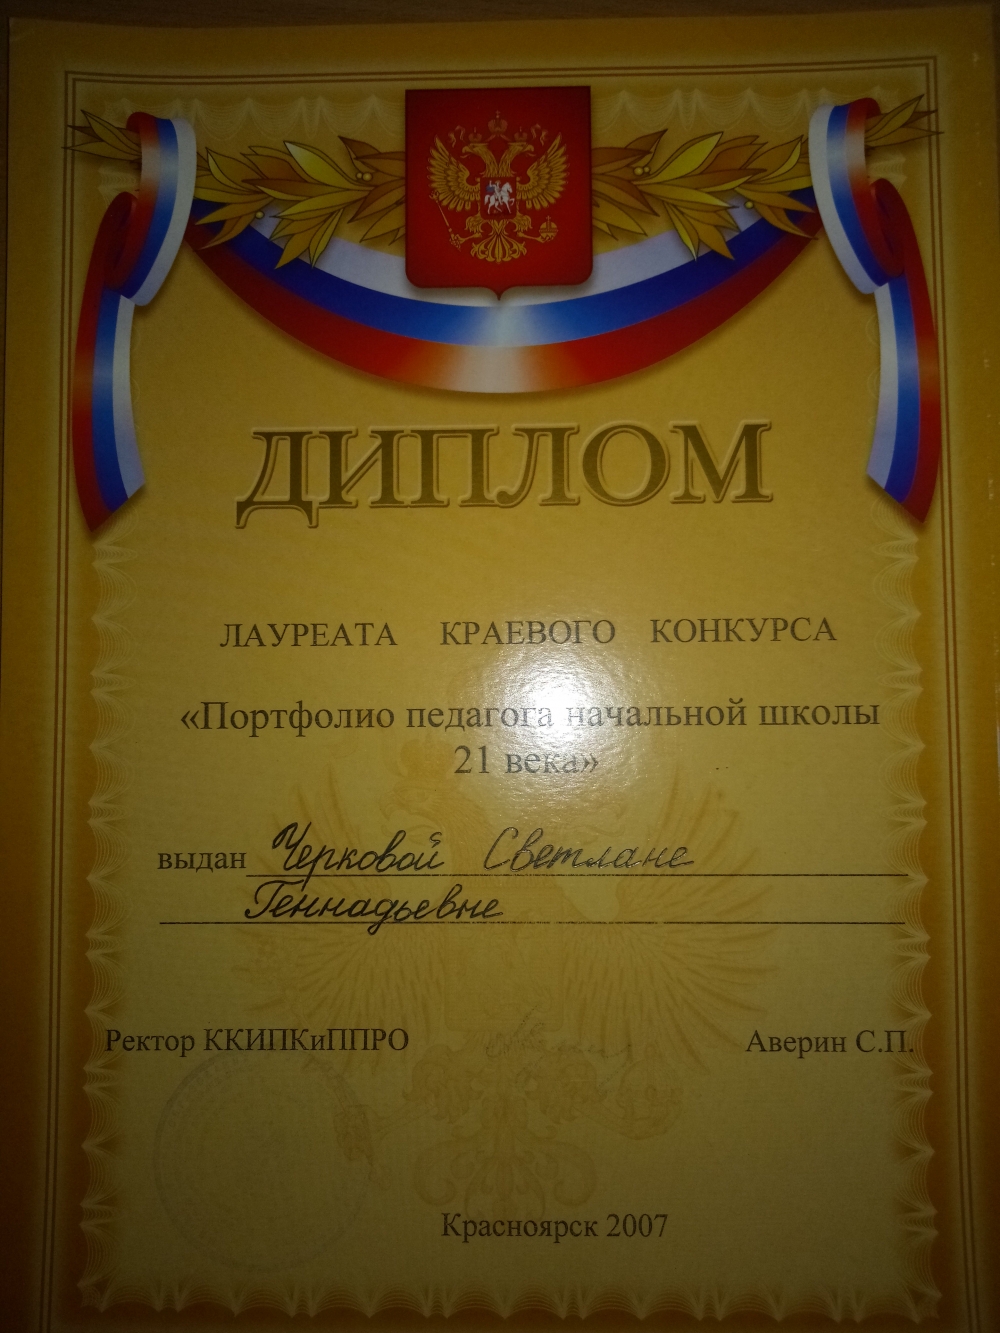 ДИПЛОМ
ЛАУРЕАТА КРАЕВОГО КОНКУРСА
«Портфолио педагога начальной школы
21 века»
выдан Черковой Светлане
Геннадьевне
Ректор ККИПКиППРО Аверин С.П.
Красноярск 2007